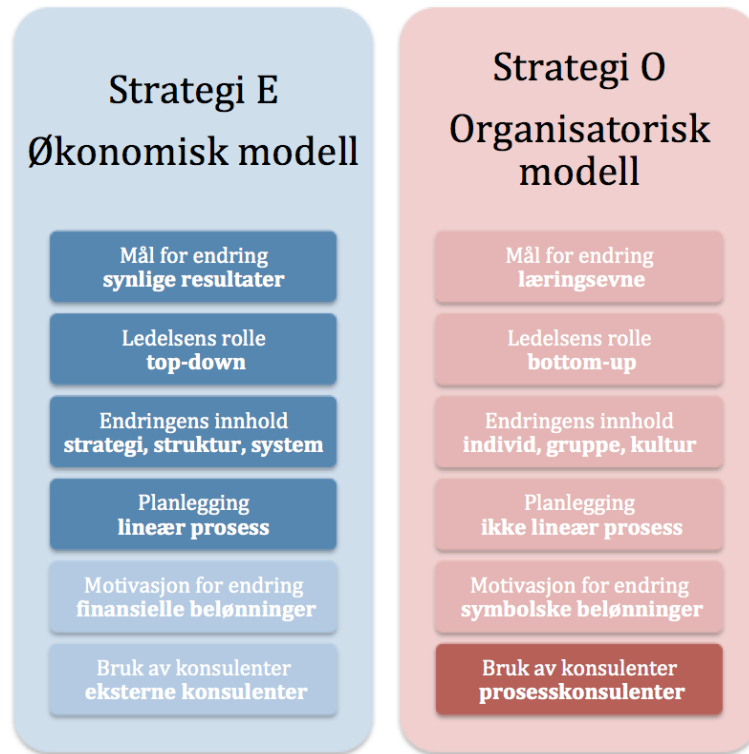 Strategi E
Økonomisk modell
Mål for endring
synlige resultater
Ledelsens rolle
top-down
Endringens innhold
strategi, struktur, system
Planlegging
lineær prosess
Motivasjon for endring
finansielle belønninger
Bruk av konsulenter
eksterne konsulenter
Strategi O
Organisatorisk
modell
Mål for endring
læringsevne
Ledelsens rolle
bottom-up
Endringens innhold
individ, gruppe, kultur
Planlegging
ikke lineær prosess
Motivasjon for endring
symbolske belønninger
Bruk av konsulenter
prosesskonsulenter